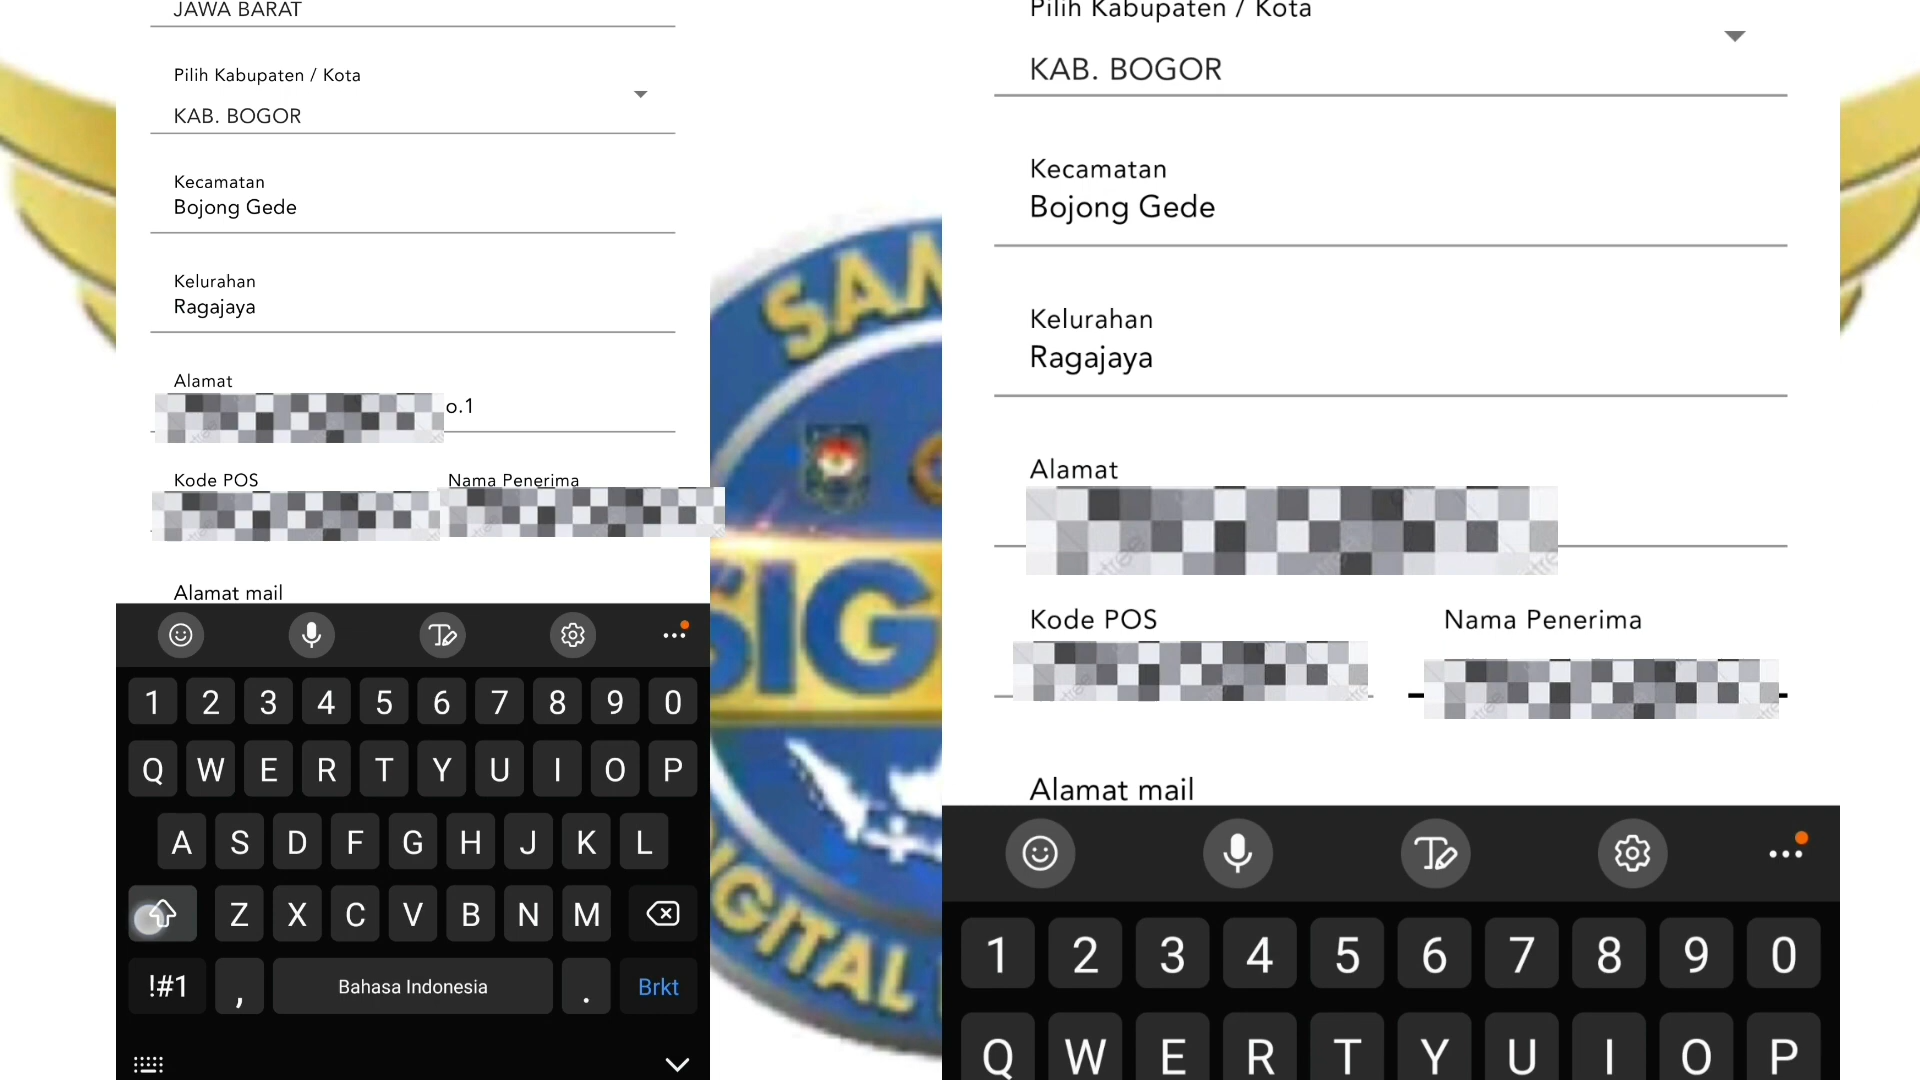 JAWA BARAT
Pilih Kabupaten / Kota
KAB. BOGOR
Kecamatan
Bojong Gede
Kelurahan
Ragajaya
Alamat
o.1
Kode POS
Nama Penerima
Alamat mail
1 2 3 4 5 6 7 8 9 0
Q W E R T Y U I O P
A S D F G H J K L
Z X C V B N M
!#1 , Bahasa Indonesia . Brkt
SIG
Pilih Kabupaten / Kota
KAB. BOGOR
Kecamatan
Bojong Gede
Kelurahan
Ragajaya
Alamat
Kode POS
Nama Penerima
Alamat mail
1 2 3 4 5 6 7 8 9 0
Q W E R T Y U I O P